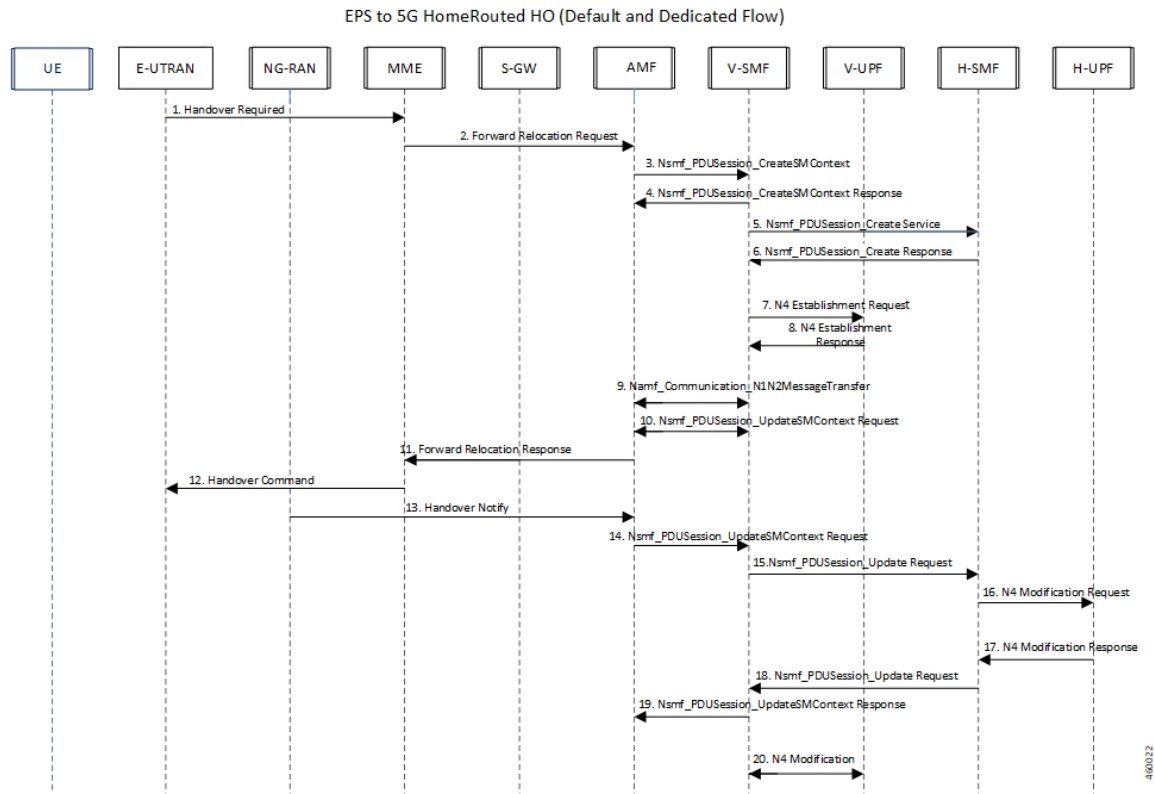 EPS to 5G HomeRouted HO (Default and Dedicated Flow)
UE
E-UTRAN
NG-RAN
MME
S-GW
AMF
V-SMF
V-UPF
H-SMF
H-UPF
1. Handover Required
2. Forward Relocation Request
3. Nsmf_PDUSession_CreateSMContext
4. Nsmf_PDUSession_CreateSMContext Response
5. Nsmf_PDUSession_Create Service
6. Nsmf_PDUSession_Create Response
7. N4 Establishment Request
8. N4 Establishment
Response
9. Namf_Communication_N1N2MessageTransfer
10. Nsmf_PDUSession_UpdateSMContext Request
11. Forward Relocation Response
12. Handover Command
13. Handover Notify
14. Nsmf_PDUSession_UpdateSMContext Request
15.Nsmf_PDUSession_Update Request
16. N4 Modification Request
17. N4 Modification Response
18. Nsmf_PDUSession_Update Request
19. Nsmf_PDUSession_UpdateSMContext Response
20. N4 Modification
460022